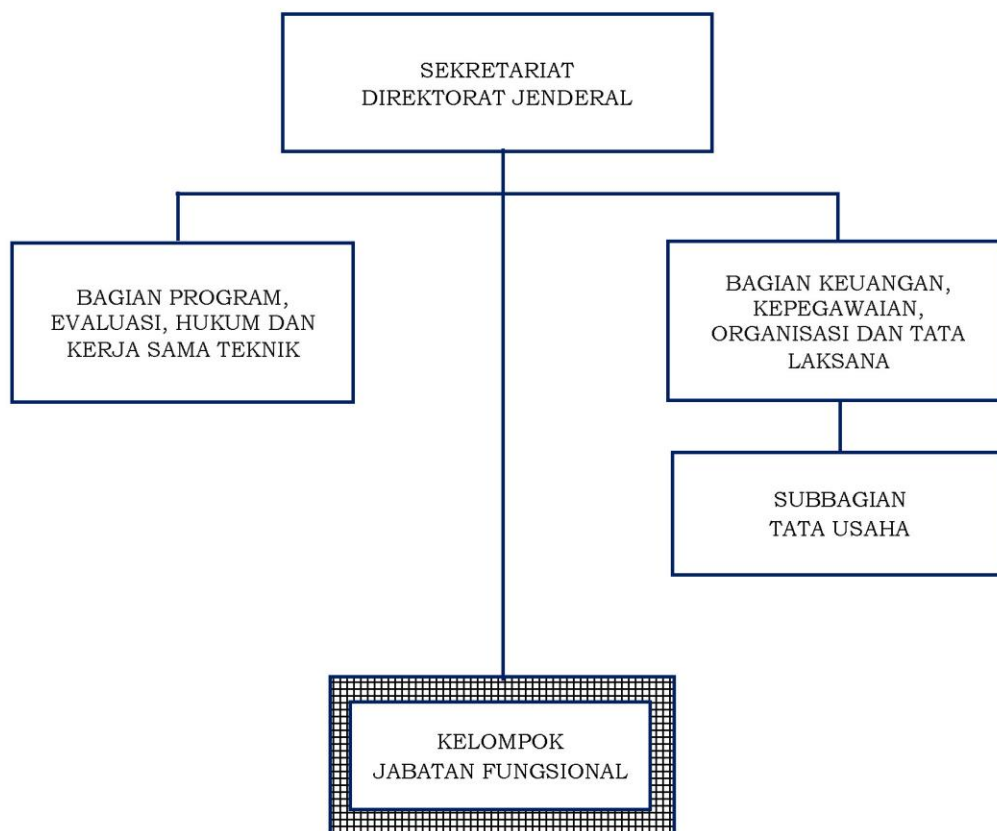 SEKRETARIAT
DIREKTORAT JENDERAL
BAGIAN PROGRAM,
EVALUASI, HUKUM DAN
KERJA SAMA TEKNIK
BAGIAN KEUANGAN,
KEPEGAWAIAN,
ORGANISASI DAN TATA
LAKSANA
SUBBAGIAN
TATA USAHA
KELOMPOK
JABATAN FUNGSIONAL